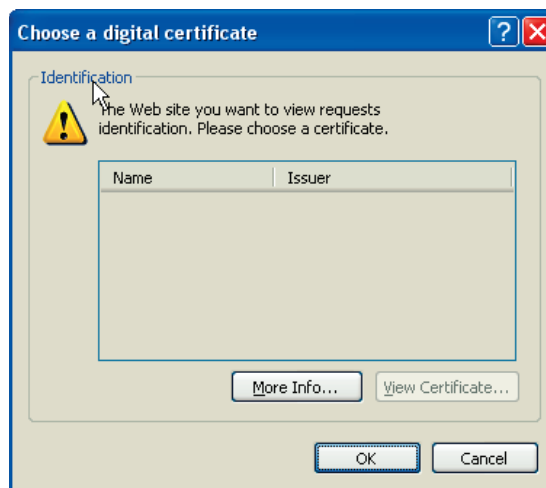 Choose a digital certificate
Identification
The Web site you want to view requests
identification. Please choose a certificate.
Name Issuer
More Info... View Certificate...
OK Cancel